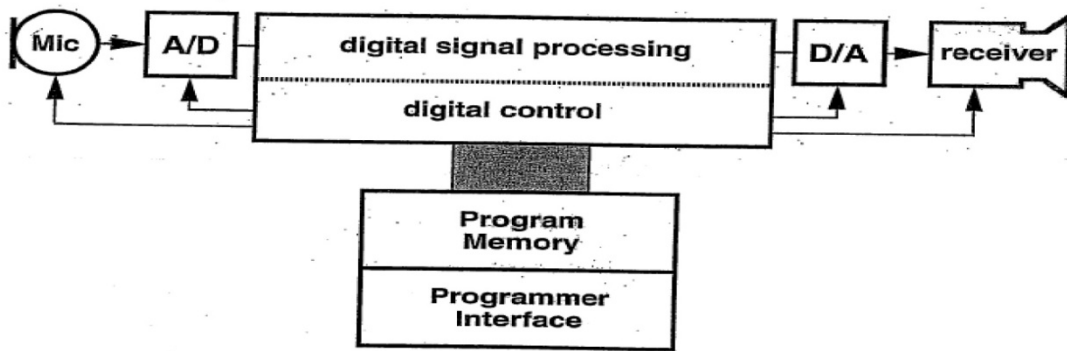 Mic
A/D
digital signal processing
D/A
receiver
digital control
Program
Memory
Programmer
Interface